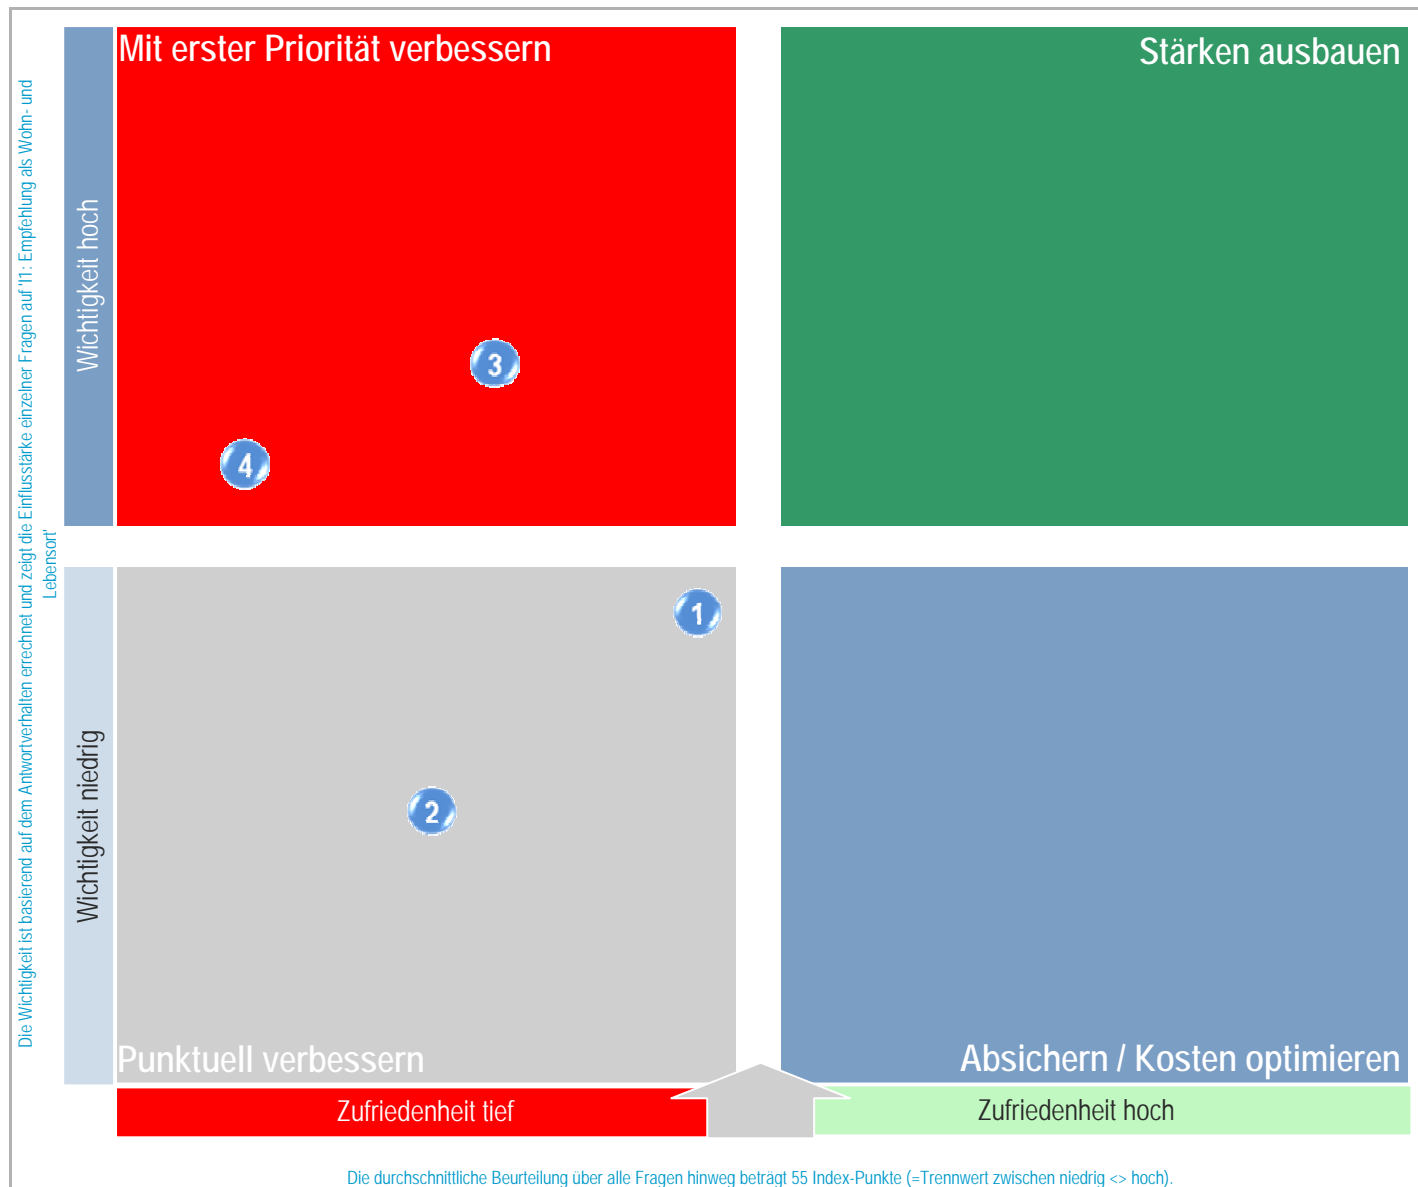 Mit erster Priorität verbessern
Stärken ausbauen
Die Wichtigkeit ist basierend auf dem Antwortverhalten errechnet und zeigt die Einflusstärke einzelner Fragen auf 'I1: Empfehlung als Wohn- und
Lebensort'
Wichtigkeit hoch
3
4
1
Wichtigkeit niedrig
2
Punktuell verbessern
Absichern / Kosten optimieren
Zufriedenheit tief
Zufriedenheit hoch
Die durchschnittliche Beurteilung über alle Fragen hinweg beträgt 55 Index-Punkte (=Trennwert zwischen niedrig <> hoch).